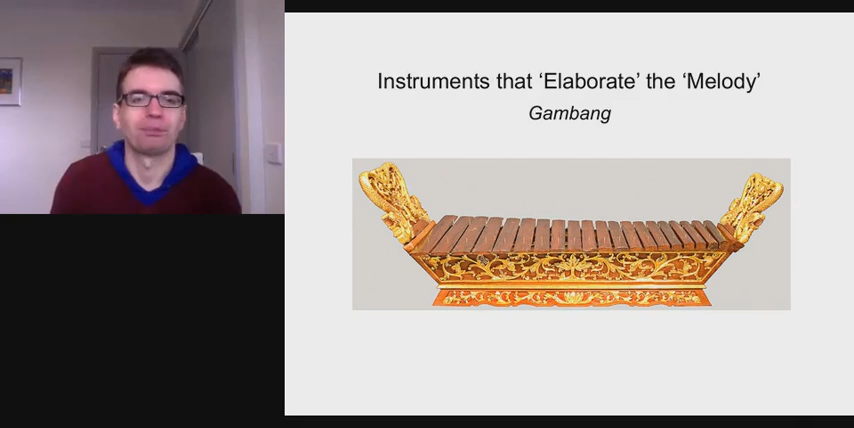 Instruments that ‘Elaborate’ the ‘Melody’
Gambang